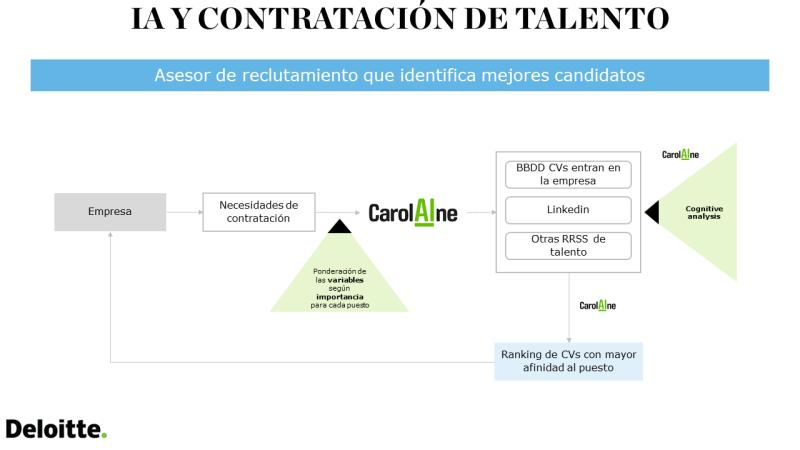 IA Y CONTRATACIÓN DE TALENTO
Asesor de reclutamiento que identifica mejores candidatos
Empresa
Necesidades de
contratación
CarolAIne
Ponderación de
las variables
según
importancia
para cada puesto
BBDD CVs entran en
la empresa
Linkedin
Otras RRSS de
talento
CarolAIne
Cognitive
analysis
CarolAIne
Ranking de CVs con mayor
afinidad al puesto
Deloitte.